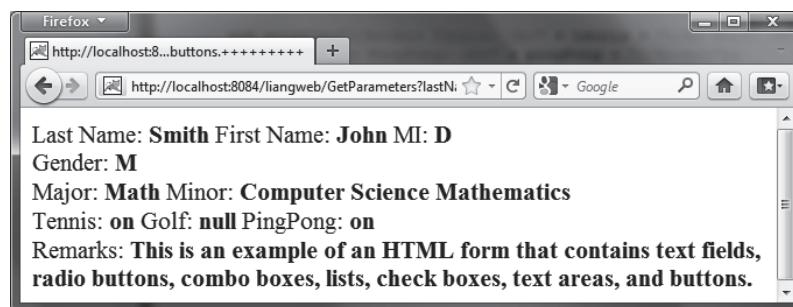 Firefox
http://localhost:8...buttons.+++++++++
http://localhost:8084/liangweb/GetParameters?lastN
Google
Last Name: Smith First Name: John MI: D
Gender: M
Major: Math Minor: Computer Science Mathematics
Tennis: on Golf: null PingPong: on
Remarks: This is an example of an HTML form that contains text fields,
radio buttons, combo boxes, lists, check boxes, text areas, and buttons.